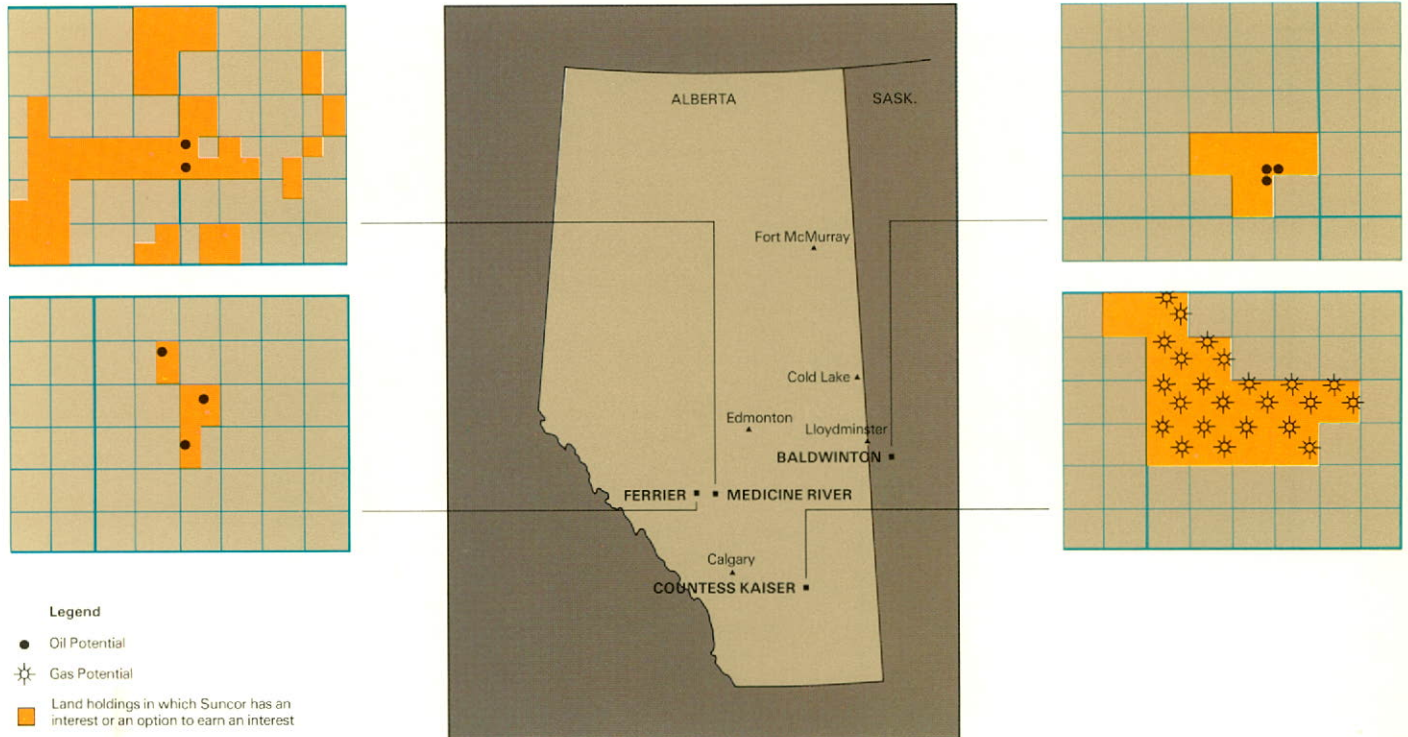 ALBERTA
SASK.
Fort McMurray
Cold Lake
Edmonton
Lloydminster
BALDWINTON
FERRIER
MEDICINE RIVER
Calgary
COUNTESS KAISER
Legend
Oil Potential
Gas Potential
Land holdings in which Suncor has an
interest or an option to earn an interest